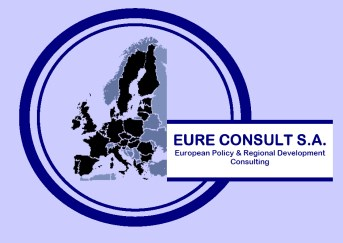 EURE CONSULT S.A.
European Policy & Regional Development
Consulting